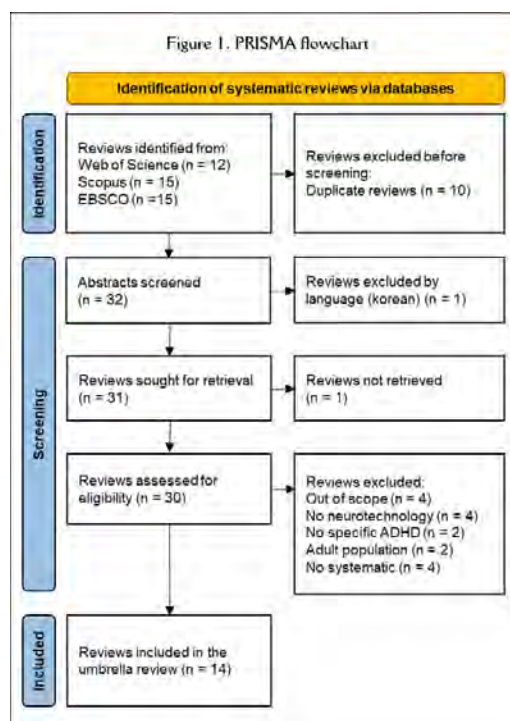 Figure 1. PRISMA flowchart
Identification of systematic reviews via databases
Identification
Reviews identified from:
Web of Science (n = 12)
Scopus (n = 15)
EBSCO (n =15)
Reviews excluded before
screening:
Duplicate reviews (n = 10)
Screening
Abstracts screened
(n = 32)
Reviews excluded by
language (korean) (n = 1)
Reviews sought for retrieval
(n = 31)
Reviews not retrieved
(n = 1)
Reviews assessed for
eligibility (n = 30)
Reviews excluded:
Out of scope (n = 4)
No neurotechnology (n = 4)
No specific ADHD (n = 2)
Adult population (n = 2)
No systematic (n = 4)
Included
Reviews included in the
umbrella review (n = 14)